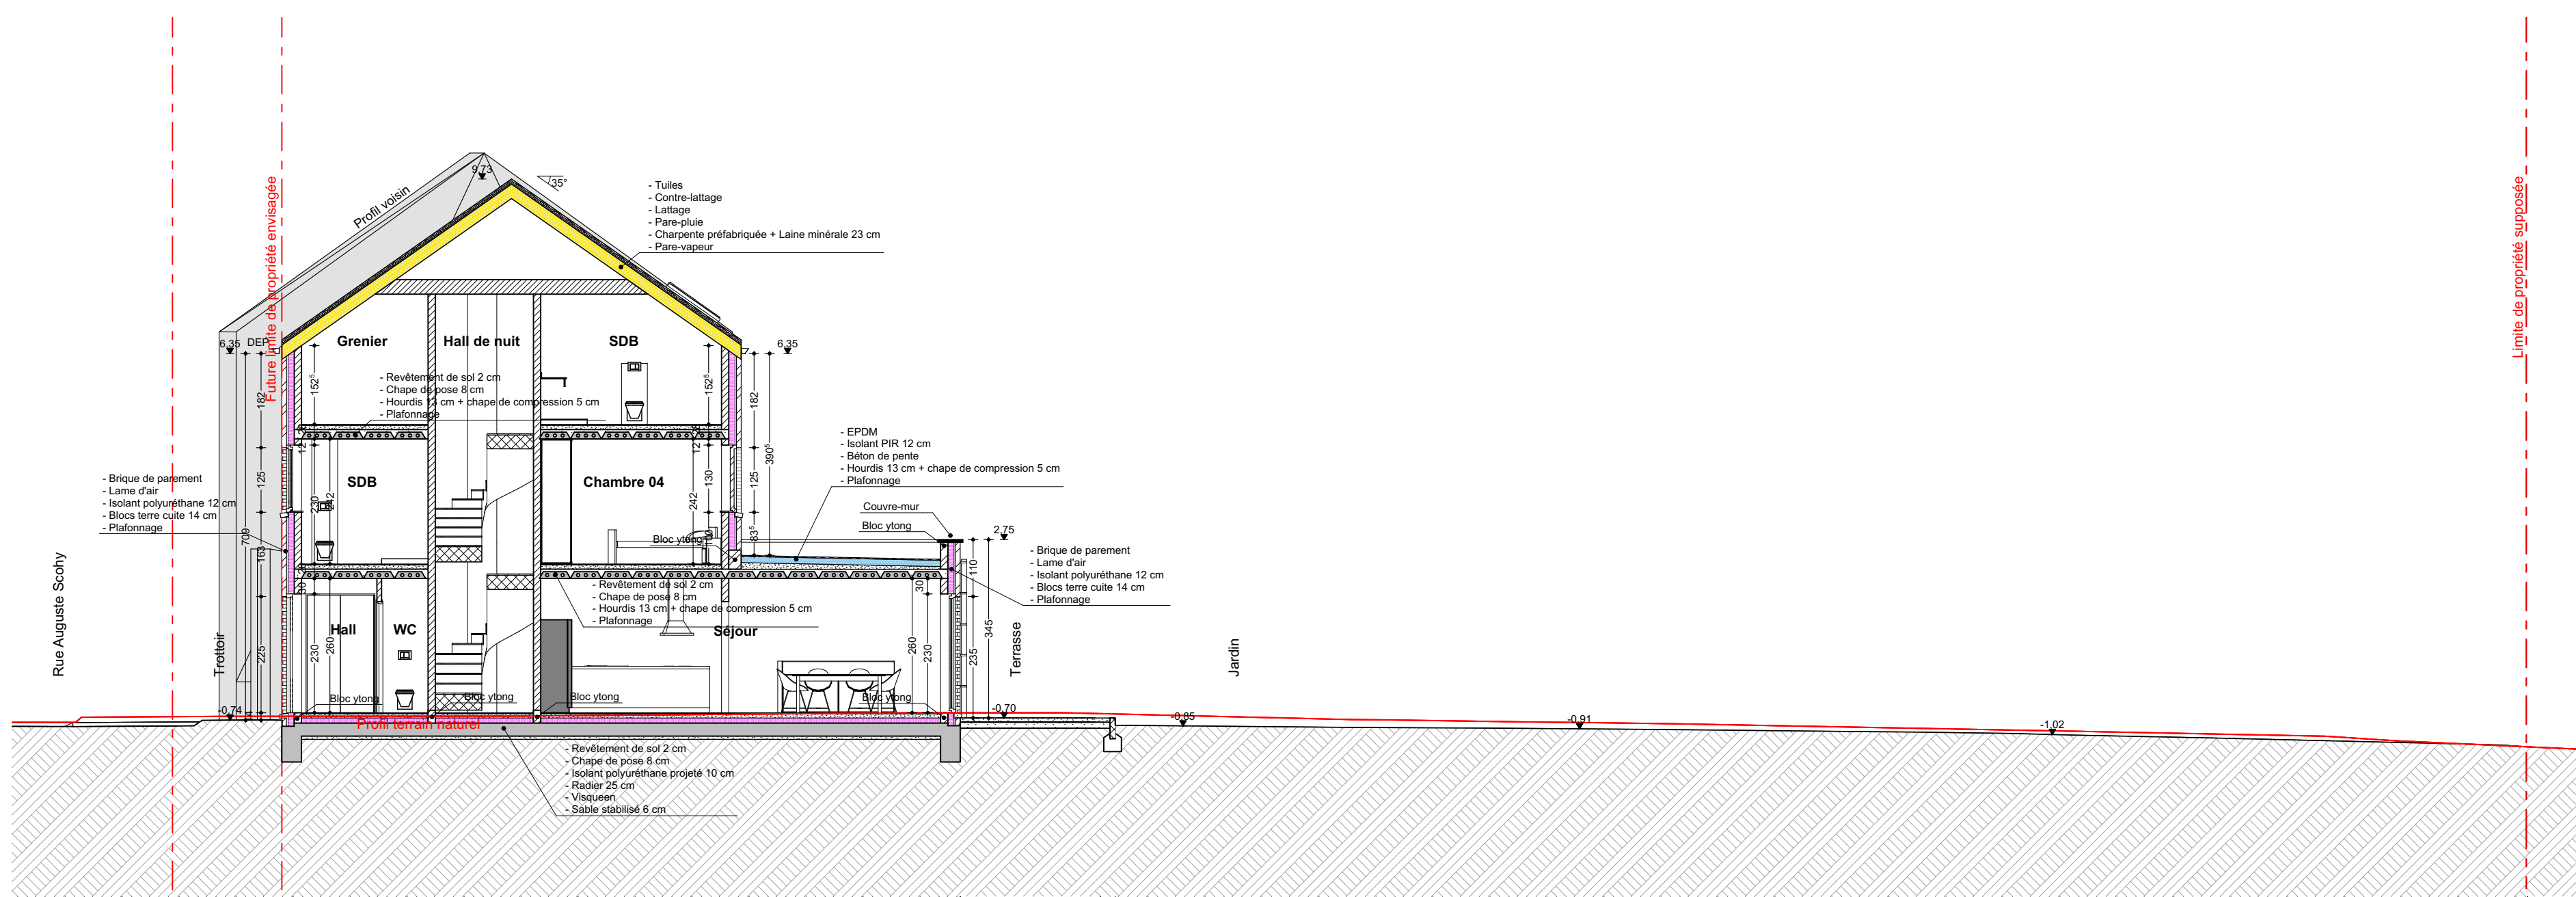 9,73
35°
Profil voisin
- Tuiles
- Contre-lattage
- Lattage
- Pare-pluie
- Charpente préfabriquée + Laine minérale 23 cm
- Pare-vapeur
Future limite de propriété envisagée
Limite de propriété supposée
6,35
DEP
Grenier
Hall de nuit
SDB
6,35
- Revêtement de sol 2 cm
- Chape de pose 8 cm
- Hourdis 13 cm + chape de compression 5 cm
- Plafonnage
182
152⁵
152⁵
182
390⁵
- EPDM
- Isolant PIR 12 cm
- Béton de pente
- Hourdis 13 cm + chape de compression 5 cm
- Plafonnage
- Brique de parement
- Lame d'air
- Isolant polyuréthane 12 cm
- Blocs terre cuite 14 cm
- Plafonnage
SDB
Chambre 04
12
12
125
230
242
242
130
125
709
163
83⁵
Couvre-mur
Bloc ytong
Bloc ytong
2,75
- Brique de parement
- Lame d'air
- Isolant polyuréthane 12 cm
- Blocs terre cuite 14 cm
- Plafonnage
- Revêtement de sol 2 cm
- Chape de pose 8 cm
- Hourdis 13 cm + chape de compression 5 cm
- Plafonnage
30
30
110
345
Rue Auguste Scohy
Trottoir
Hall
WC
Séjour
Terrasse
Jardin
225
230
260
260
230
235
Bloc ytong
Bloc ytong
Bloc ytong
Bloc ytong
-0,74
Profil terrain naturel
-0,70
-0,85
-0,91
-1,02
- Revêtement de sol 2 cm
- Chape de pose 8 cm
- Isolant polyuréthane projeté 10 cm
- Radier 25 cm
- Visqueen
- Sable stabilisé 6 cm